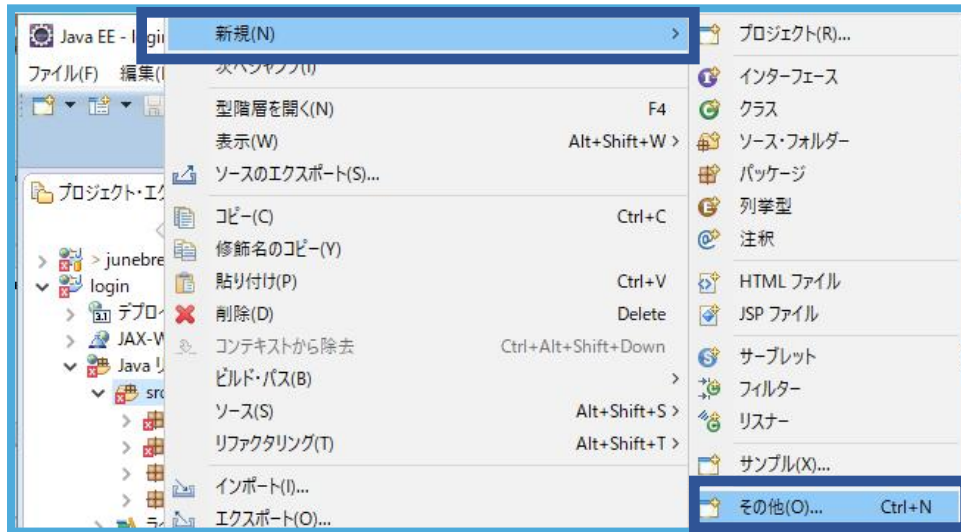 Java EE - logi
ファイル(F) 編集(
プロジェクト・エク
> junebre
login
デプロイ
JAX-W
Java リ
src
新規(N)
次へジャンプ(I)
型階層を開く(N) F4
表示(W) Alt+Shift+W >
ソースのエクスポート(S)...
コピー(C) Ctrl+C
修飾名のコピー(Y)
貼り付け(P) Ctrl+V
削除(D) Delete
コンテキストから除去 Ctrl+Alt+Shift+Down
ビルド・パス(B) >
ソース(S) Alt+Shift+S >
リファクタリング(T) Alt+Shift+T >
インポート(I)...
エクスポート(O)...
プロジェクト(R)...
インターフェース
クラス
ソース・フォルダー
パッケージ
列挙型
注釈
HTML ファイル
JSP ファイル
サーブレット
フィルター
リスナー
サンプル(X)...
その他(O)... Ctrl+N